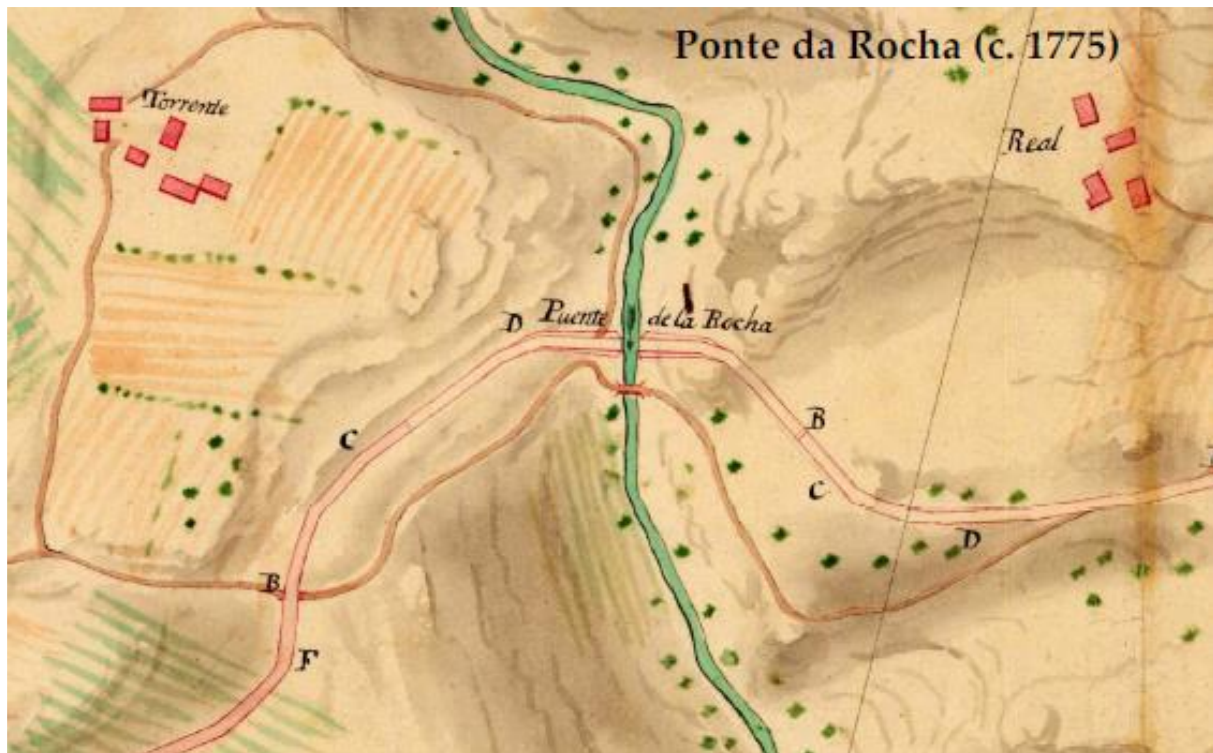 Ponte da Rocha (c. 1775)
Torrente
Real
D
Puente de la Rocha
C
B
C
D
B
F